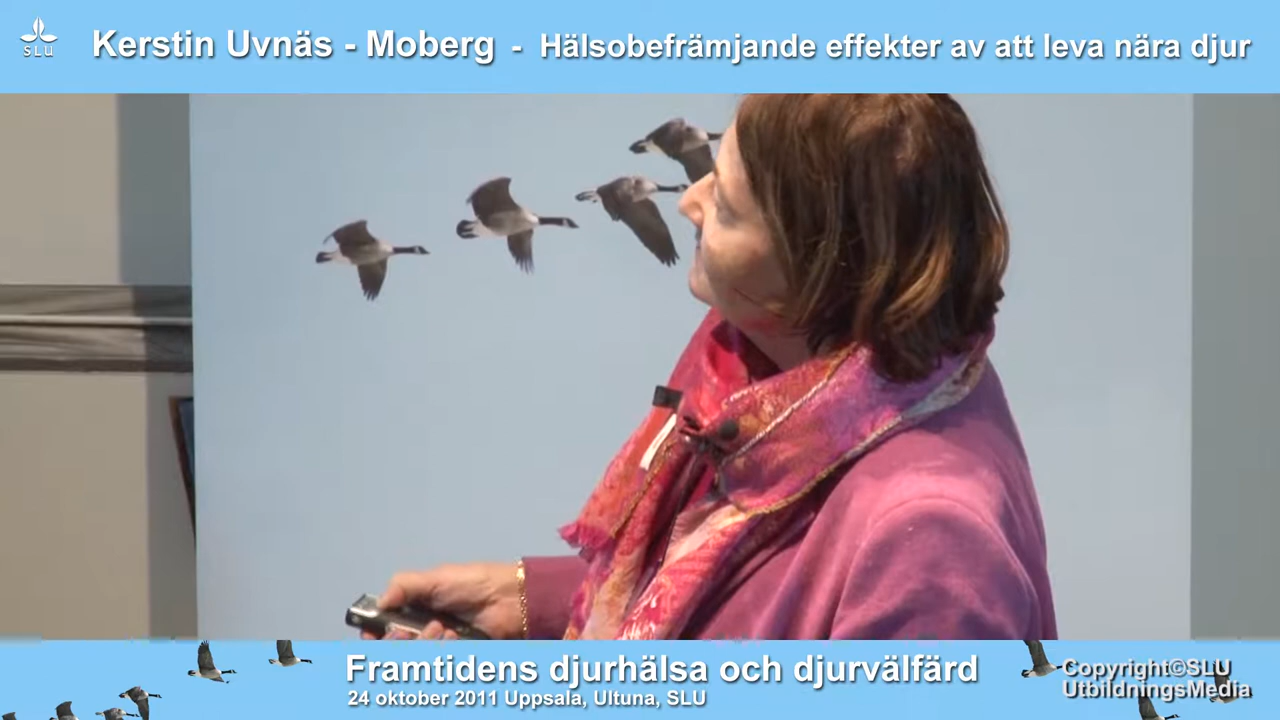 SLU
Kerstin Uvnäs - Moberg - Hälsobefrämjande effekter av att leva nära djur
Framtidens djurhälsa och djurvälfärd
24 oktober 2011 Uppsala, Ultuna, SLU
Copyright©SLU
UtbildningsMedia